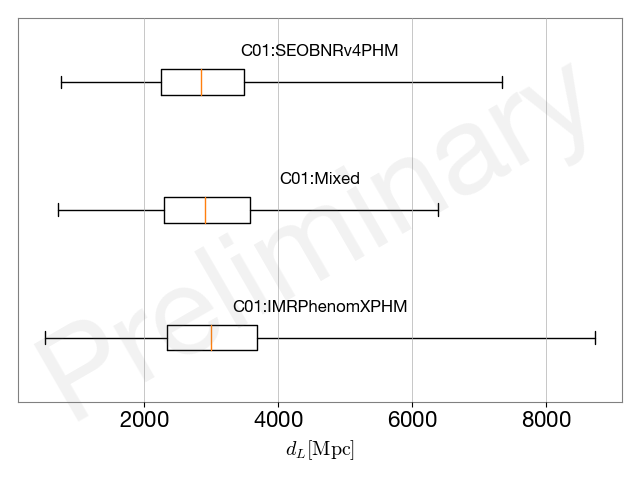 C01:SEOBNRv4PHM
C01:Mixed
C01:IMRPhenomXPHM
Preliminary
2000 4000 6000 8000
d_L[Mpc]